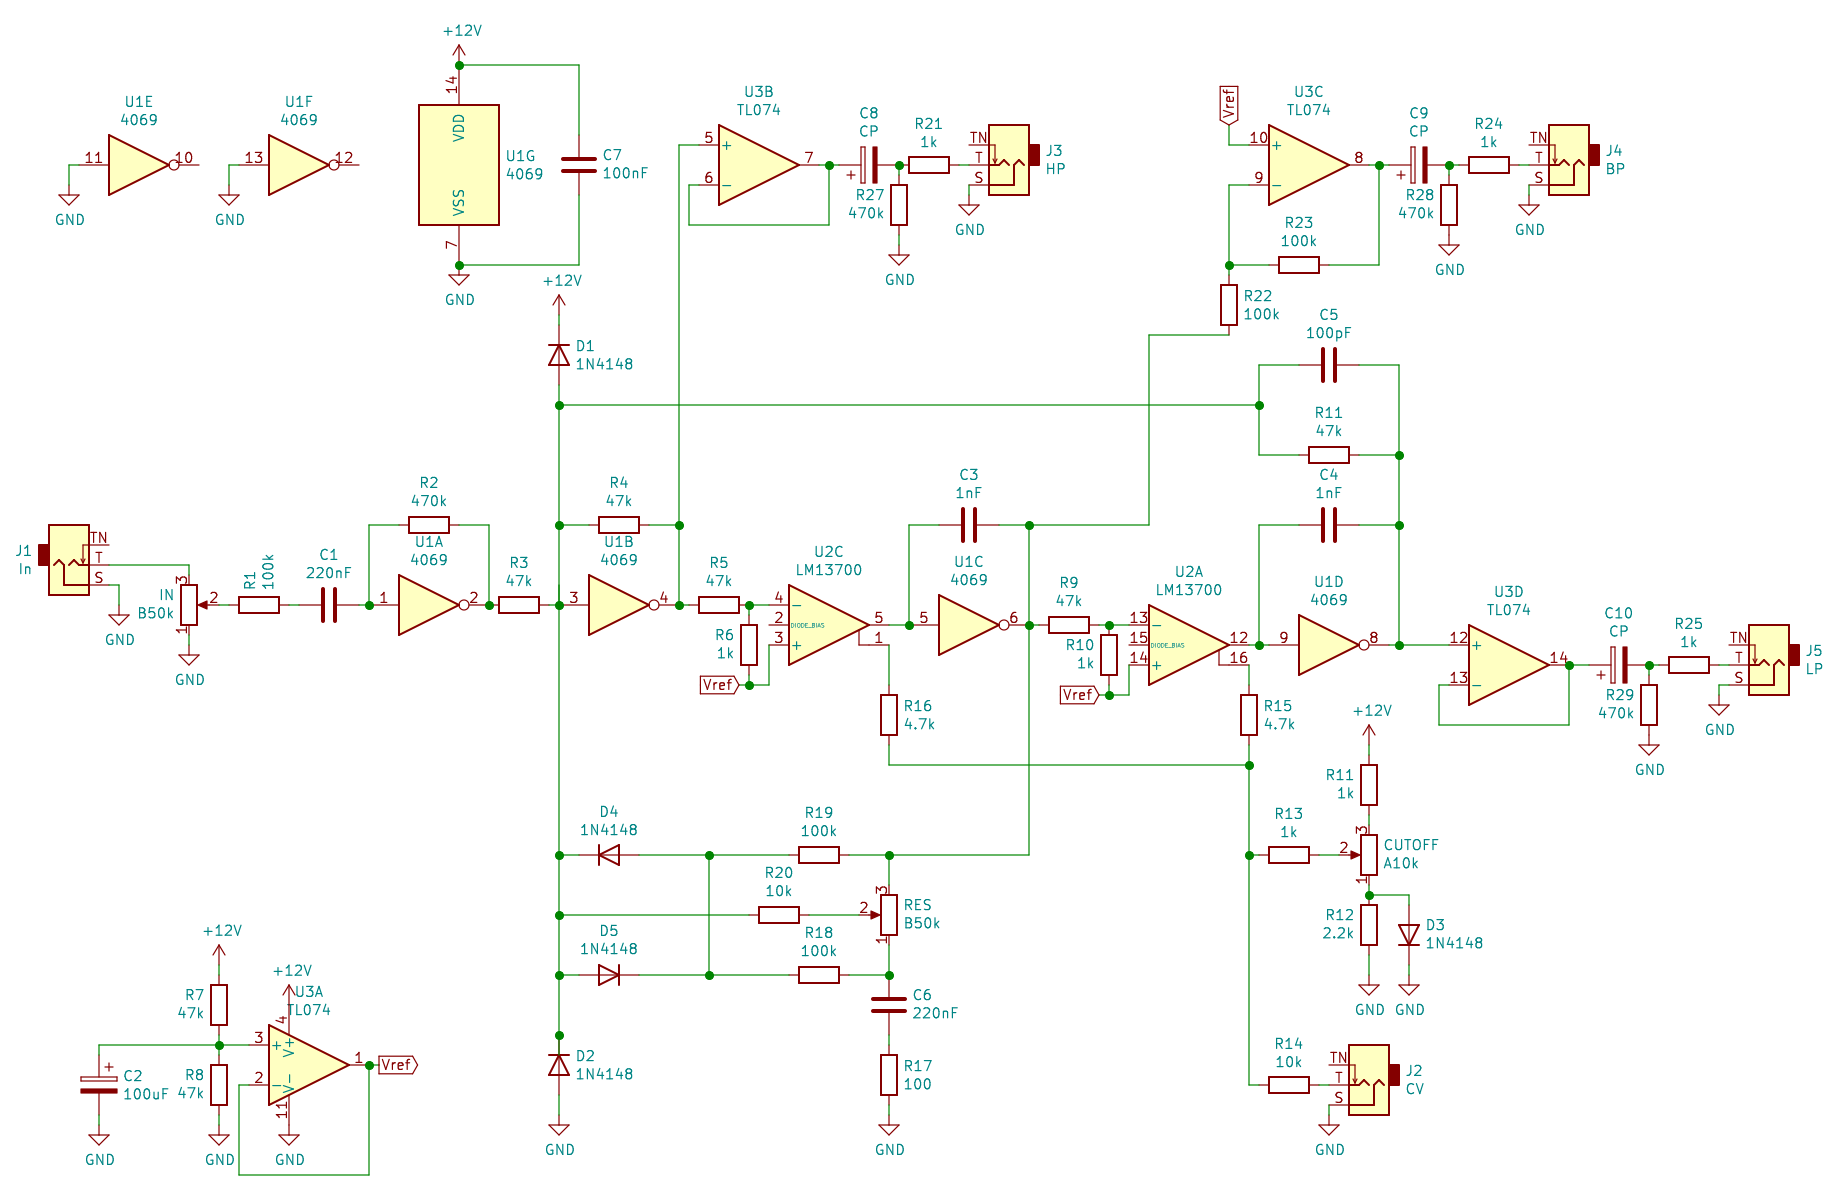 +12V
U1E
4069
11
10
GND
U1F
4069
13
12
GND
14
VDD
VSS
7
U1G
4069
C7
100nF
GND
U3B
TL074
5
+
6
−
7
C8
CP
+
R21
1k
R27
470k
GND
TN
T
S
J3
HP
GND
Vref
U3C
TL074
10
+
9
−
8
C9
CP
+
R24
1k
R28
470k
GND
TN
T
S
J4
BP
GND
R23
100k
R22
100k
+12V
D1
1N4148
C5
100pF
R11
47k
C4
1nF
J1
In
TN
T
S
GND
IN
B50k
3
2
1
GND
R1
100k
C1
220nF
R2
470k
U1A
4069
1
2
R3
47k
R4
47k
U1B
4069
3
4
R5
47k
R6
1k
Vref
U2C
LM13700
4
−
2
DIODE_BIAS
3
+
5
1
R16
4.7k
C3
1nF
U1C
4069
5
6
R9
47k
R10
1k
Vref
U2A
LM13700
13
−
15
DIODE_BIAS
14
+
12
16
R15
4.7k
U1D
4069
9
8
U3D
TL074
12
+
13
−
14
C10
CP
+
R25
1k
R29
470k
GND
TN
T
S
J5
LP
GND
+12V
R11
1k
R13
1k
3
2
1
CUTOFF
A10k
R12
2.2k
D3
1N4148
GND
GND
D4
1N4148
R19
100k
R20
10k
3
2
1
RES
B50k
D5
1N4148
R18
100k
C6
220nF
R17
100
GND
D2
1N4148
GND
R14
10k
TN
T
S
J2
CV
GND
+12V
R7
47k
R8
47k
C2
100uF
+
GND
GND
+12V
U3A
TL074
4
V+
3
+
2
−
V−
11
1
Vref
GND